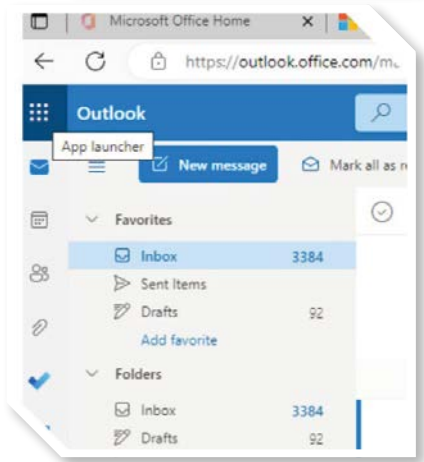 Microsoft Office Home
https://outlook.office.com/m
Outlook
App launcher
New message
Mark all as r
Favorites
Inbox 3384
Sent Items
Drafts 92
Add favorite
Folders
Inbox 3384
Drafts 92